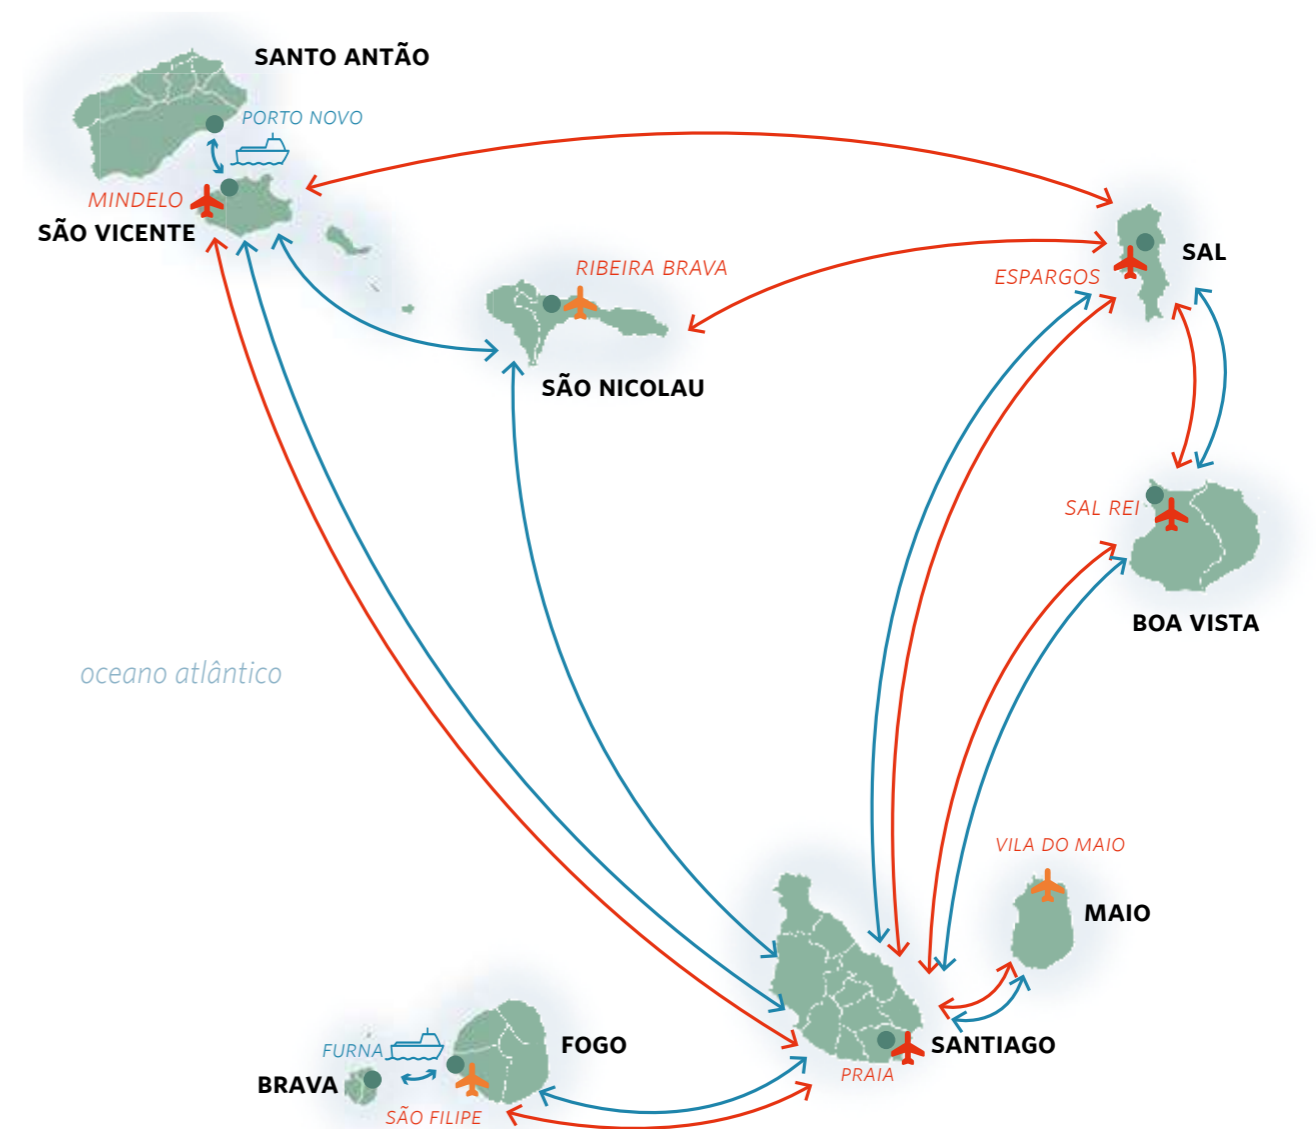 SANTO ANTÃO
PORTO NOVO
MINDELO
SÃO VICENTE
SAL
RIBEIRA BRAVA
ESPARGOS
SÃO NICOLAU
SAL REI
BOA VISTA
oceano atlântico
VILA DO MAIO
MAIO
FOGO
SANTIAGO
FURNA
PRAIA
BRAVA
SÃO FILIPE